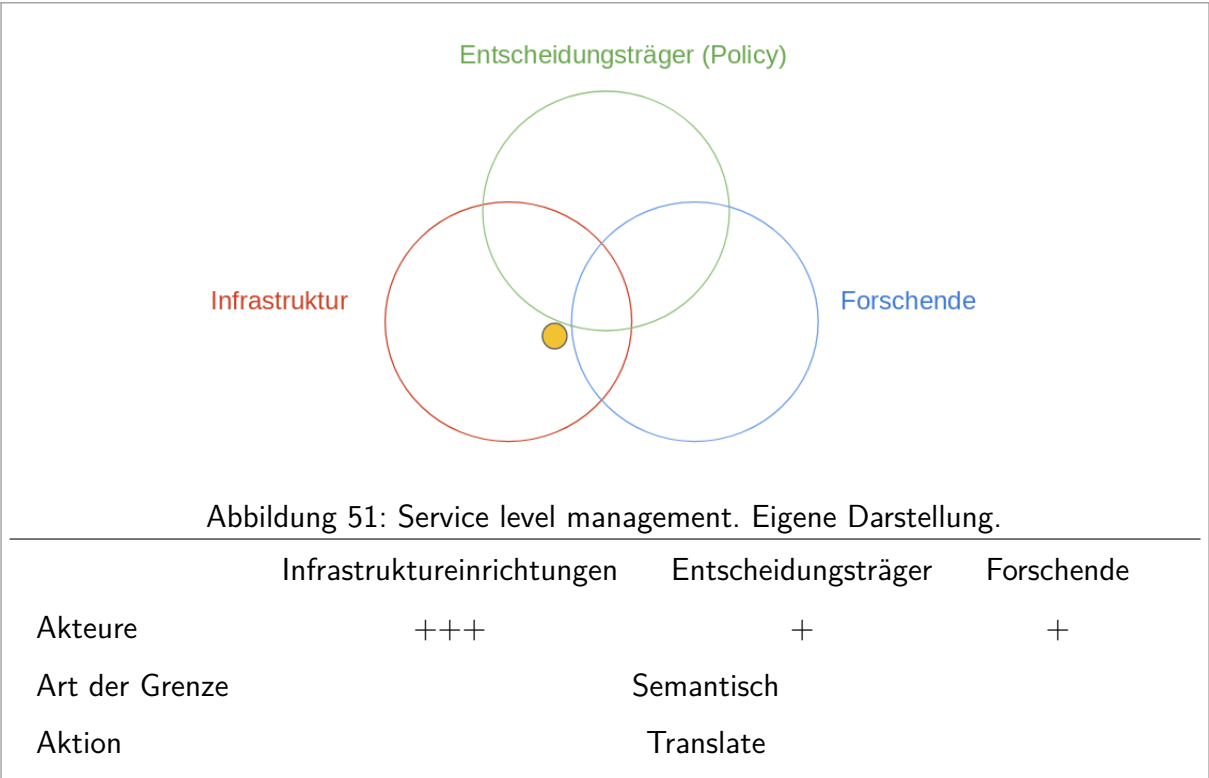 Entscheidungsträger (Policy)
Infrastruktur
Forschende
Abbildung 51: Service level management. Eigene Darstellung.
Infrastruktureinrichtungen Entscheidungsträger Forschende
Akteure +++ + +
Art der Grenze Semantisch
Aktion Translate